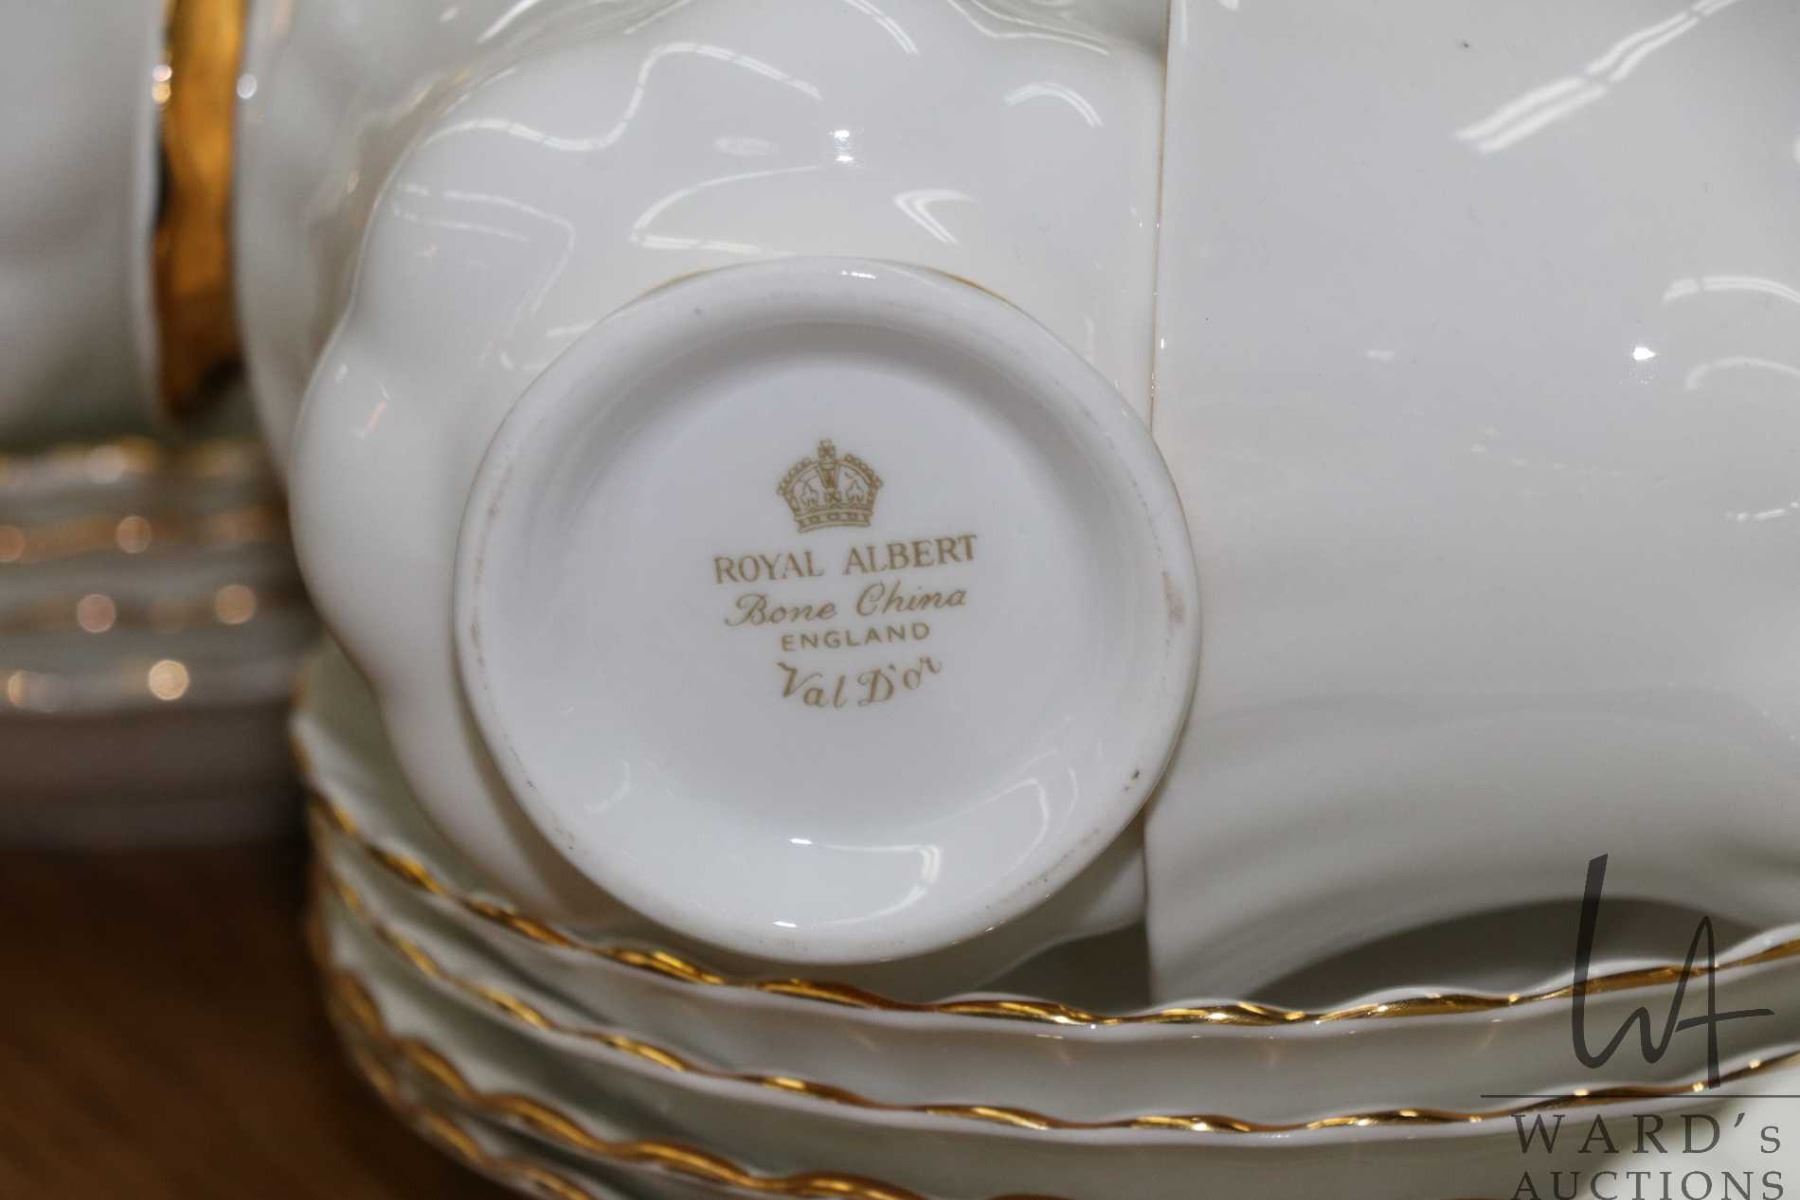 ROYAL ALBERT
Bone China
ENGLAND
Val D'or
WARD's
AUCTIONS